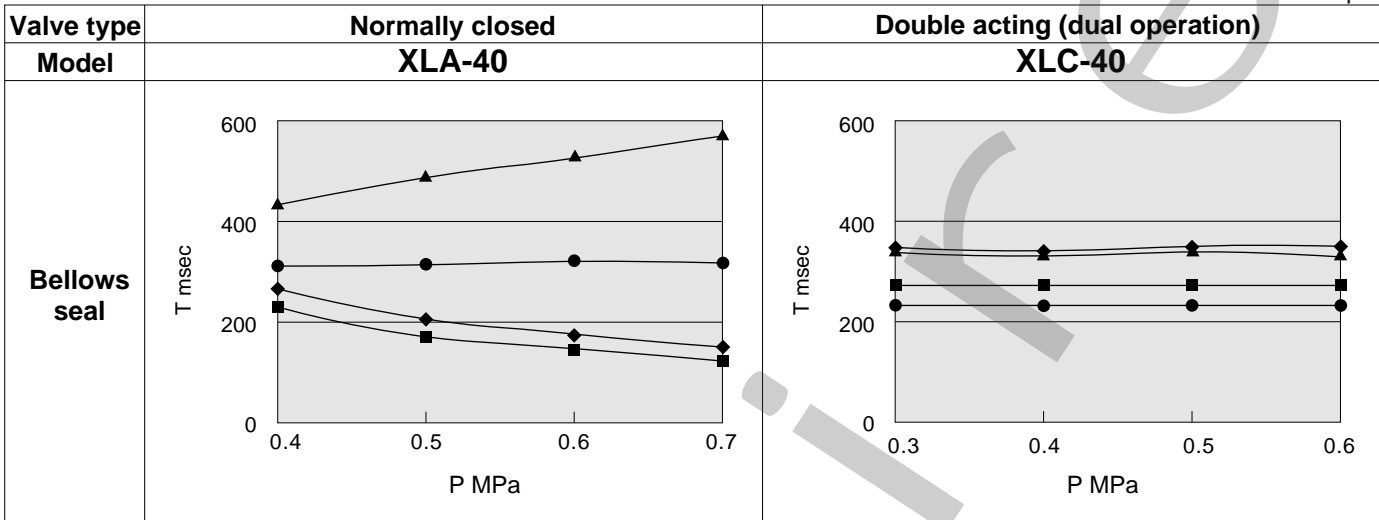 Valve type
Normally closed
Double acting (dual operation)
Model
XLA-40
XLC-40
Bellows
seal
600
400
200
0
T msec
0.4 0.5 0.6 0.7
P MPa
600
400
200
0
T msec
0.3 0.4 0.5 0.6
P MPa